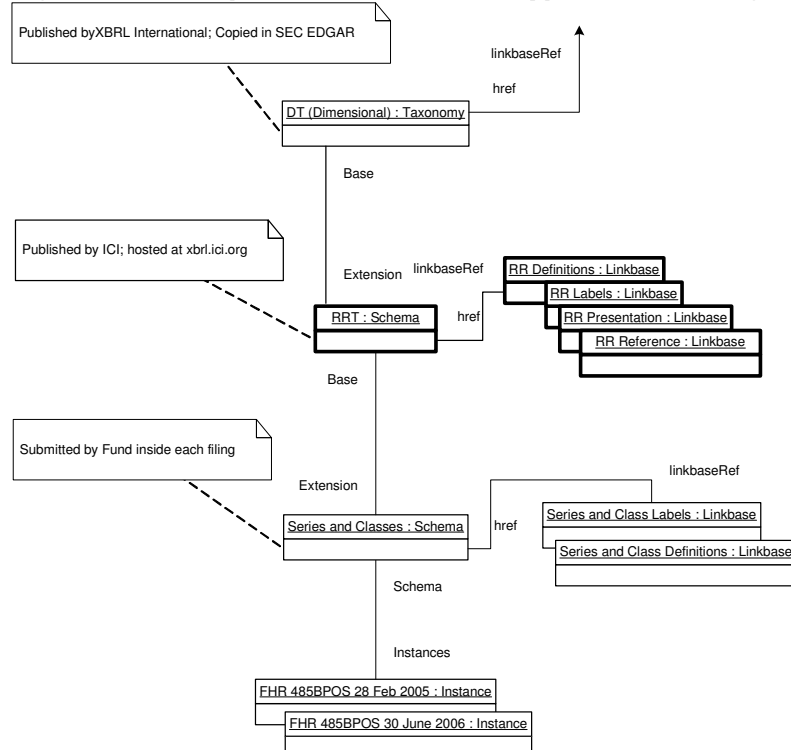 Published byXBRL International; Copied in SEC EDGAR
linkbaseRef
href
DT (Dimensional) : Taxonomy
Base
Published by ICI; hosted at xbrl.ici.org
Extension
linkbaseRef
RR Definitions : Linkbase
RR Labels : Linkbase
RRT : Schema
href
RR Presentation : Linkbase
RR Reference : Linkbase
Base
Submitted by Fund inside each filing
linkbaseRef
Extension
Series and Classes : Schema
href
Series and Class Labels : Linkbase
Series and Class Definitions : Linkbase
Schema
Instances
FHR 485BPOS 28 Feb 2005 : Instance
FHR 485BPOS 30 June 2006 : Instance